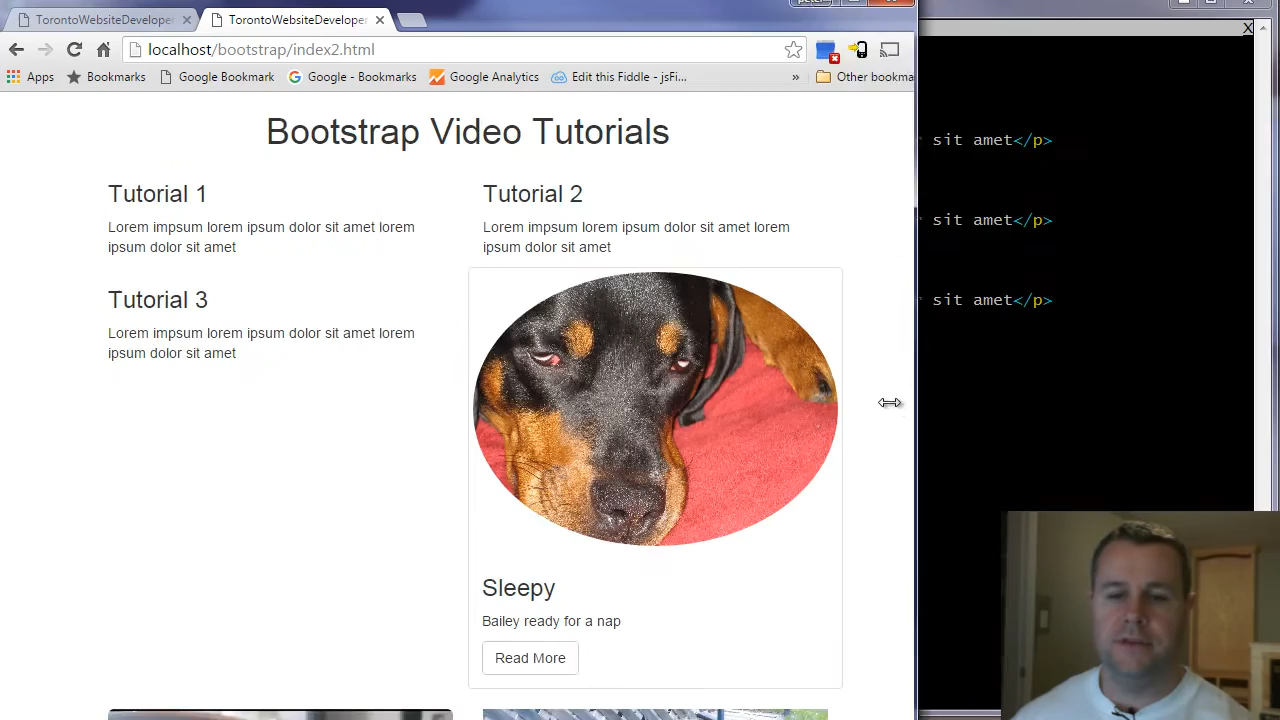 TorontoWebsiteDeveloper
TorontoWebsiteDeveloper
localhost/bootstrap/index2.html
Apps
Bookmarks
Google Bookmark
Google - Bookmarks
Google Analytics
Edit this Fiddle - jsFi...
»
Other bookma
Bootstrap Video Tutorials
Tutorial 1
Lorem impsum lorem ipsum dolor sit amet lorem
ipsum dolor sit amet
Tutorial 2
Lorem impsum lorem ipsum dolor sit amet lorem
ipsum dolor sit amet
Tutorial 3
Lorem impsum lorem ipsum dolor sit amet lorem
ipsum dolor sit amet
Sleepy
Bailey ready for a nap
Read More
X
sit amet</p>
sit amet</p>
sit amet</p>